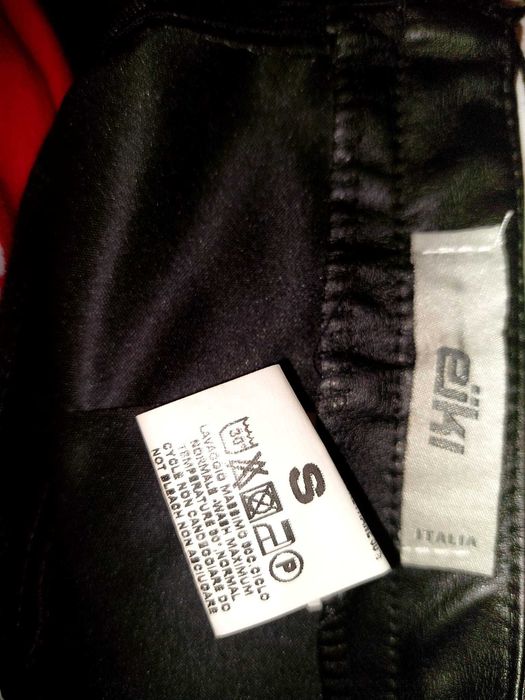 S
30° P
LAVAGGIO MASSIMO 30C.CICLO
NORMALE -WASH MAXIMUM
TEMPERATURE 30°-NORMAL
CYCLE NON CANDEGGIARE DO
NOT BLEACH NON ASCIUGARE
eiki
ITALIA